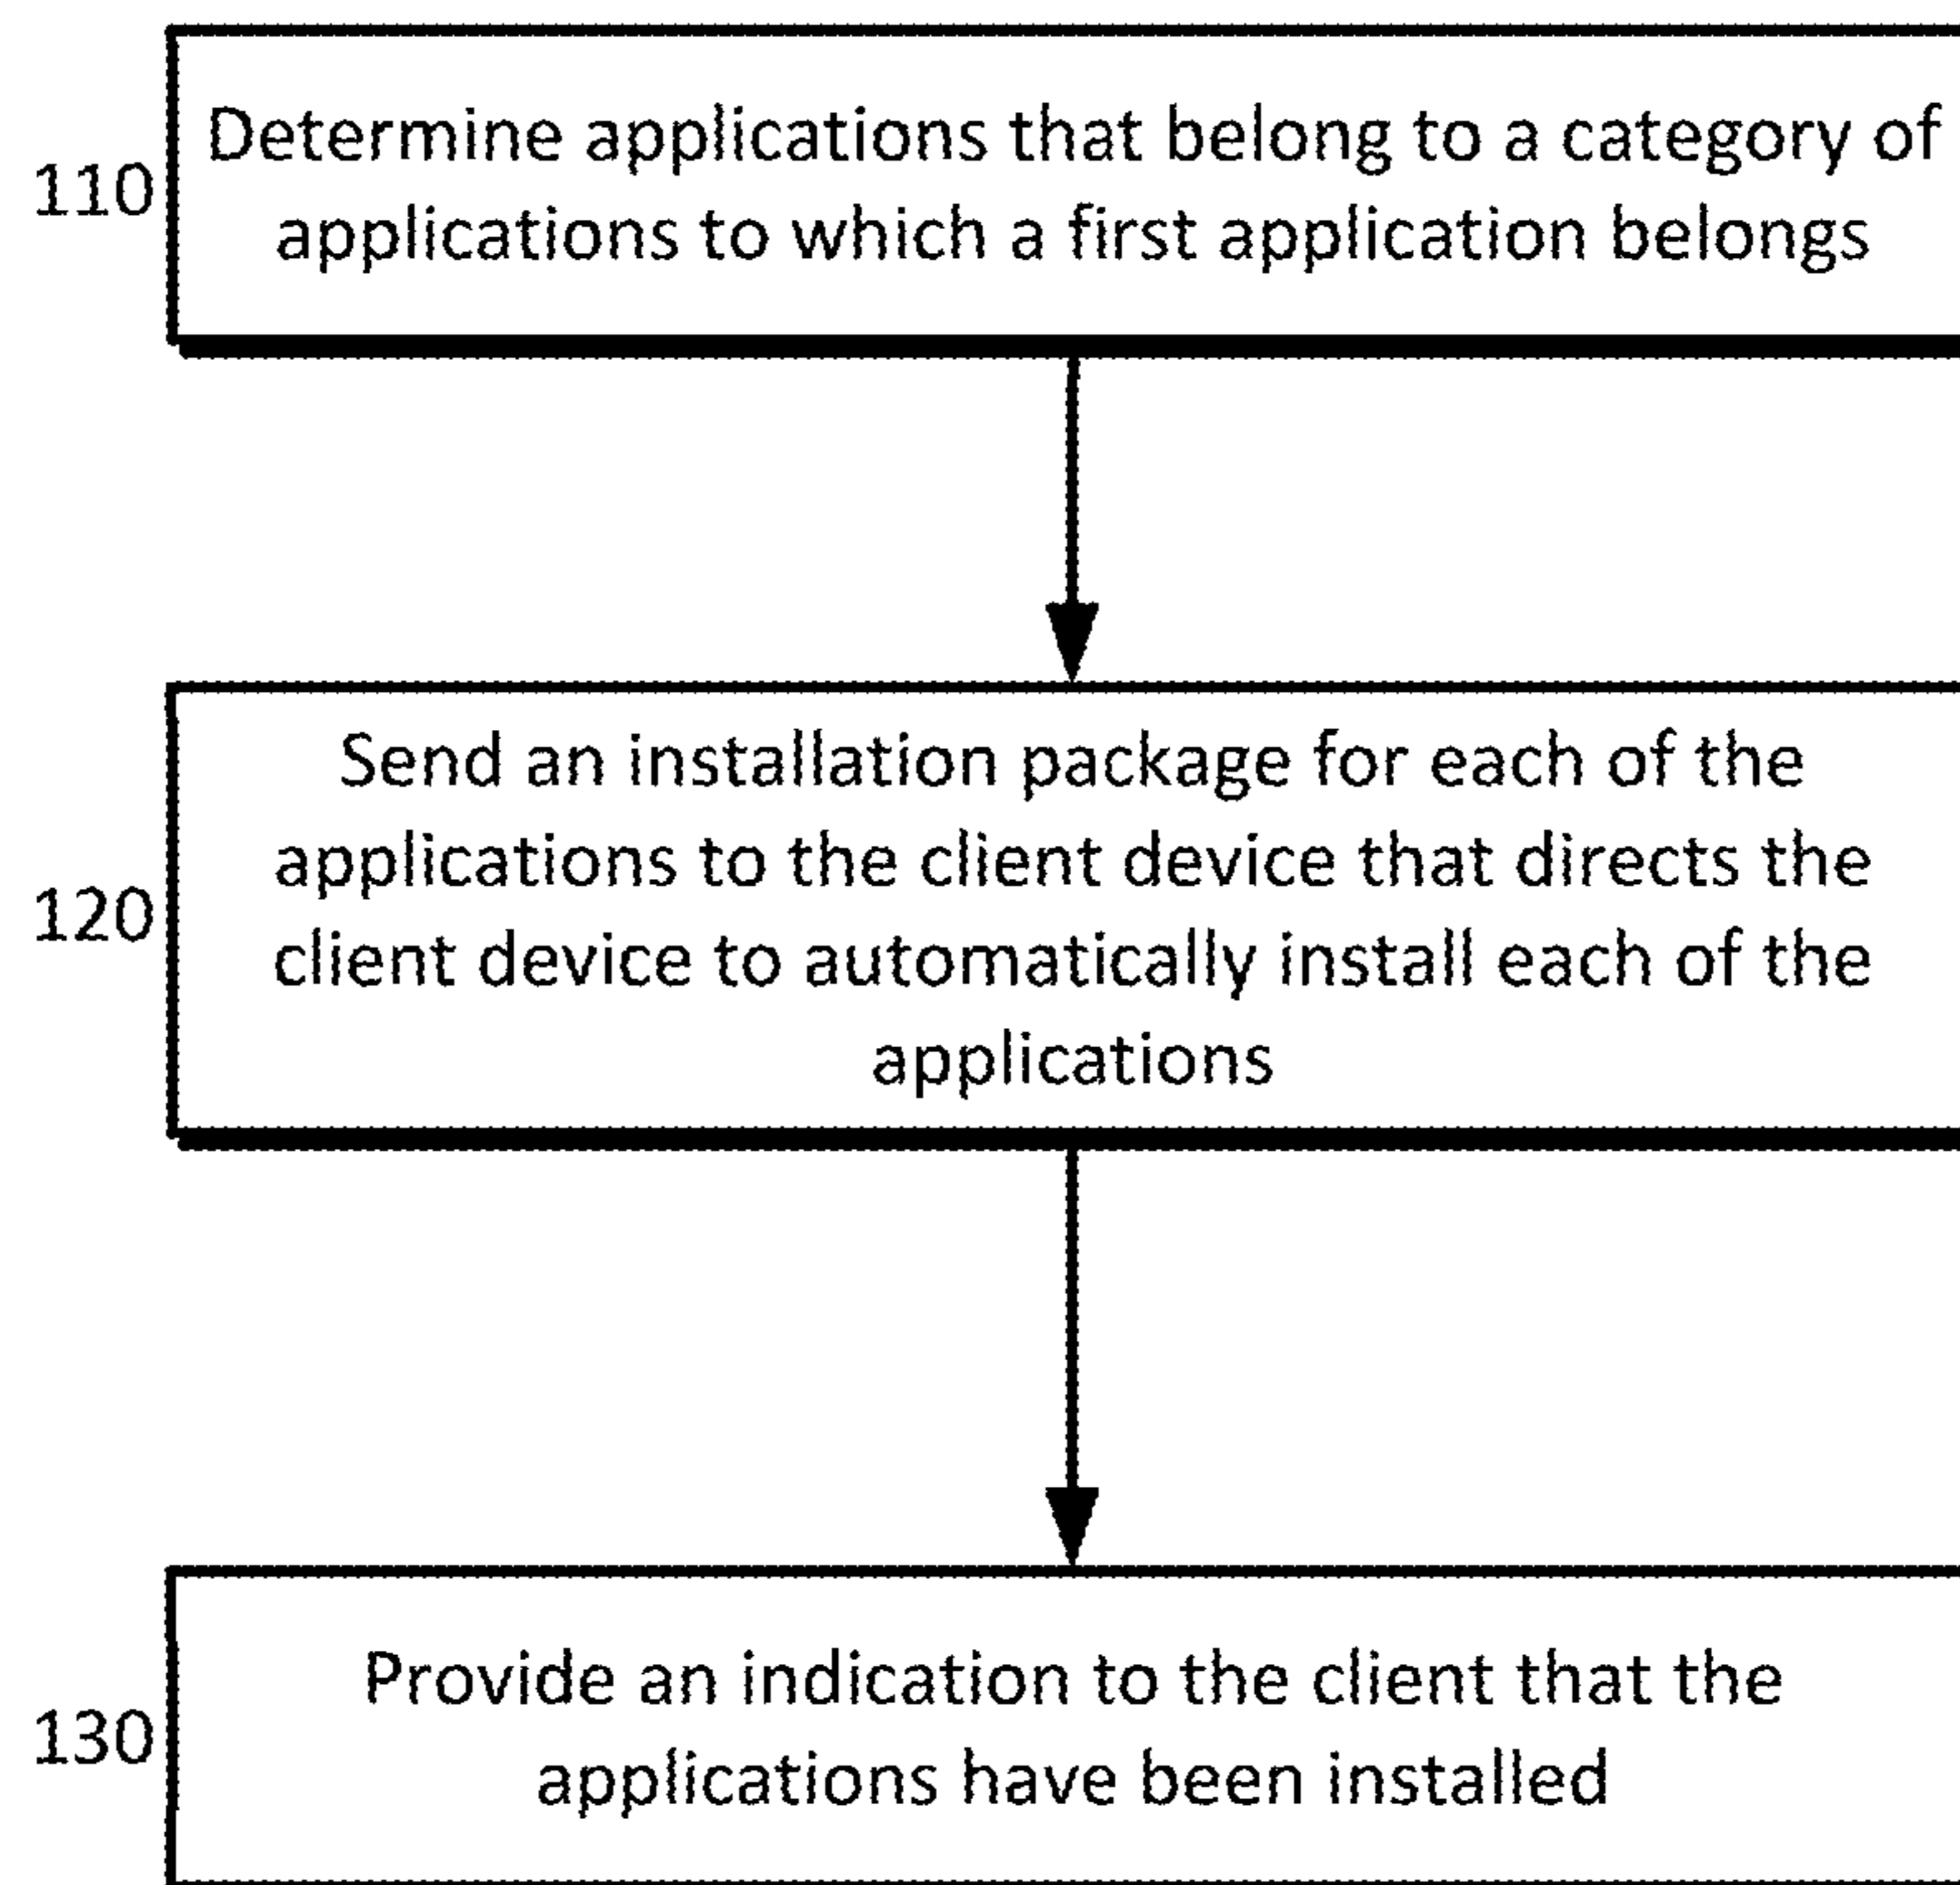 Determine applications that belong to a category of
110
applications to which a first application belongs
Send an installation package for each of the
applications to the client device that directs the
120
client device to automatically install each of the
applications
Provide an indication to the client that the
130
applications have been installed